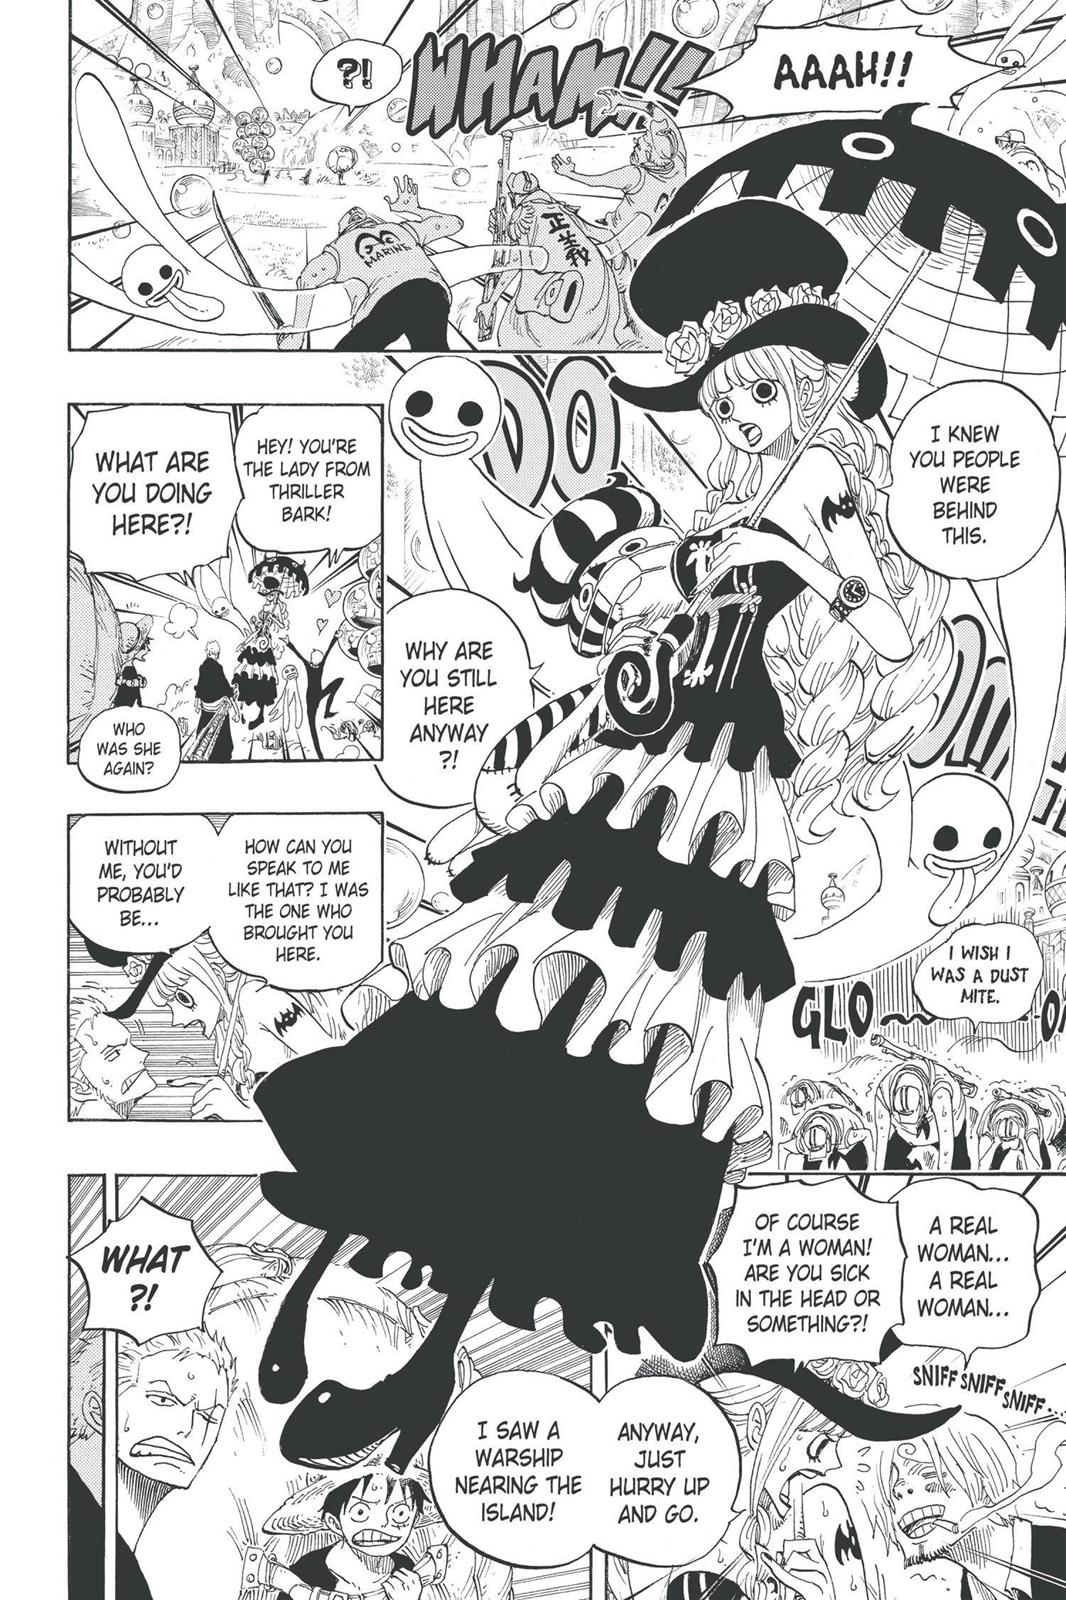 ?!
WHAM!!
AAAH!!
MARINE
正義
I KNEW
YOU PEOPLE
WERE
BEHIND
THIS.
WHY ARE
YOU STILL
HERE
ANYWAY
?!
HEY! YOU'RE
THE LADY FROM
THRILLER
BARK!
WHAT ARE
YOU DOING
HERE?!
WHO
WAS SHE
AGAIN?
HOW CAN YOU
SPEAK TO ME
LIKE THAT? I WAS
THE ONE WHO
BROUGHT YOU
HERE.
WITHOUT
ME, YOU'D
PROBABLY
BE...
I WISH I
WAS A DUST
MITE.
A REAL
WOMAN...
A REAL
WOMAN...
OF COURSE
I'M A WOMAN!
ARE YOU SICK
IN THE HEAD OR
SOMETHING?!
SNIFF SNIFF SNIFF...
ANYWAY,
JUST
HURRY UP
AND GO.
I SAW A
WARSHIP
NEARING THE
ISLAND!
WHAT
?!